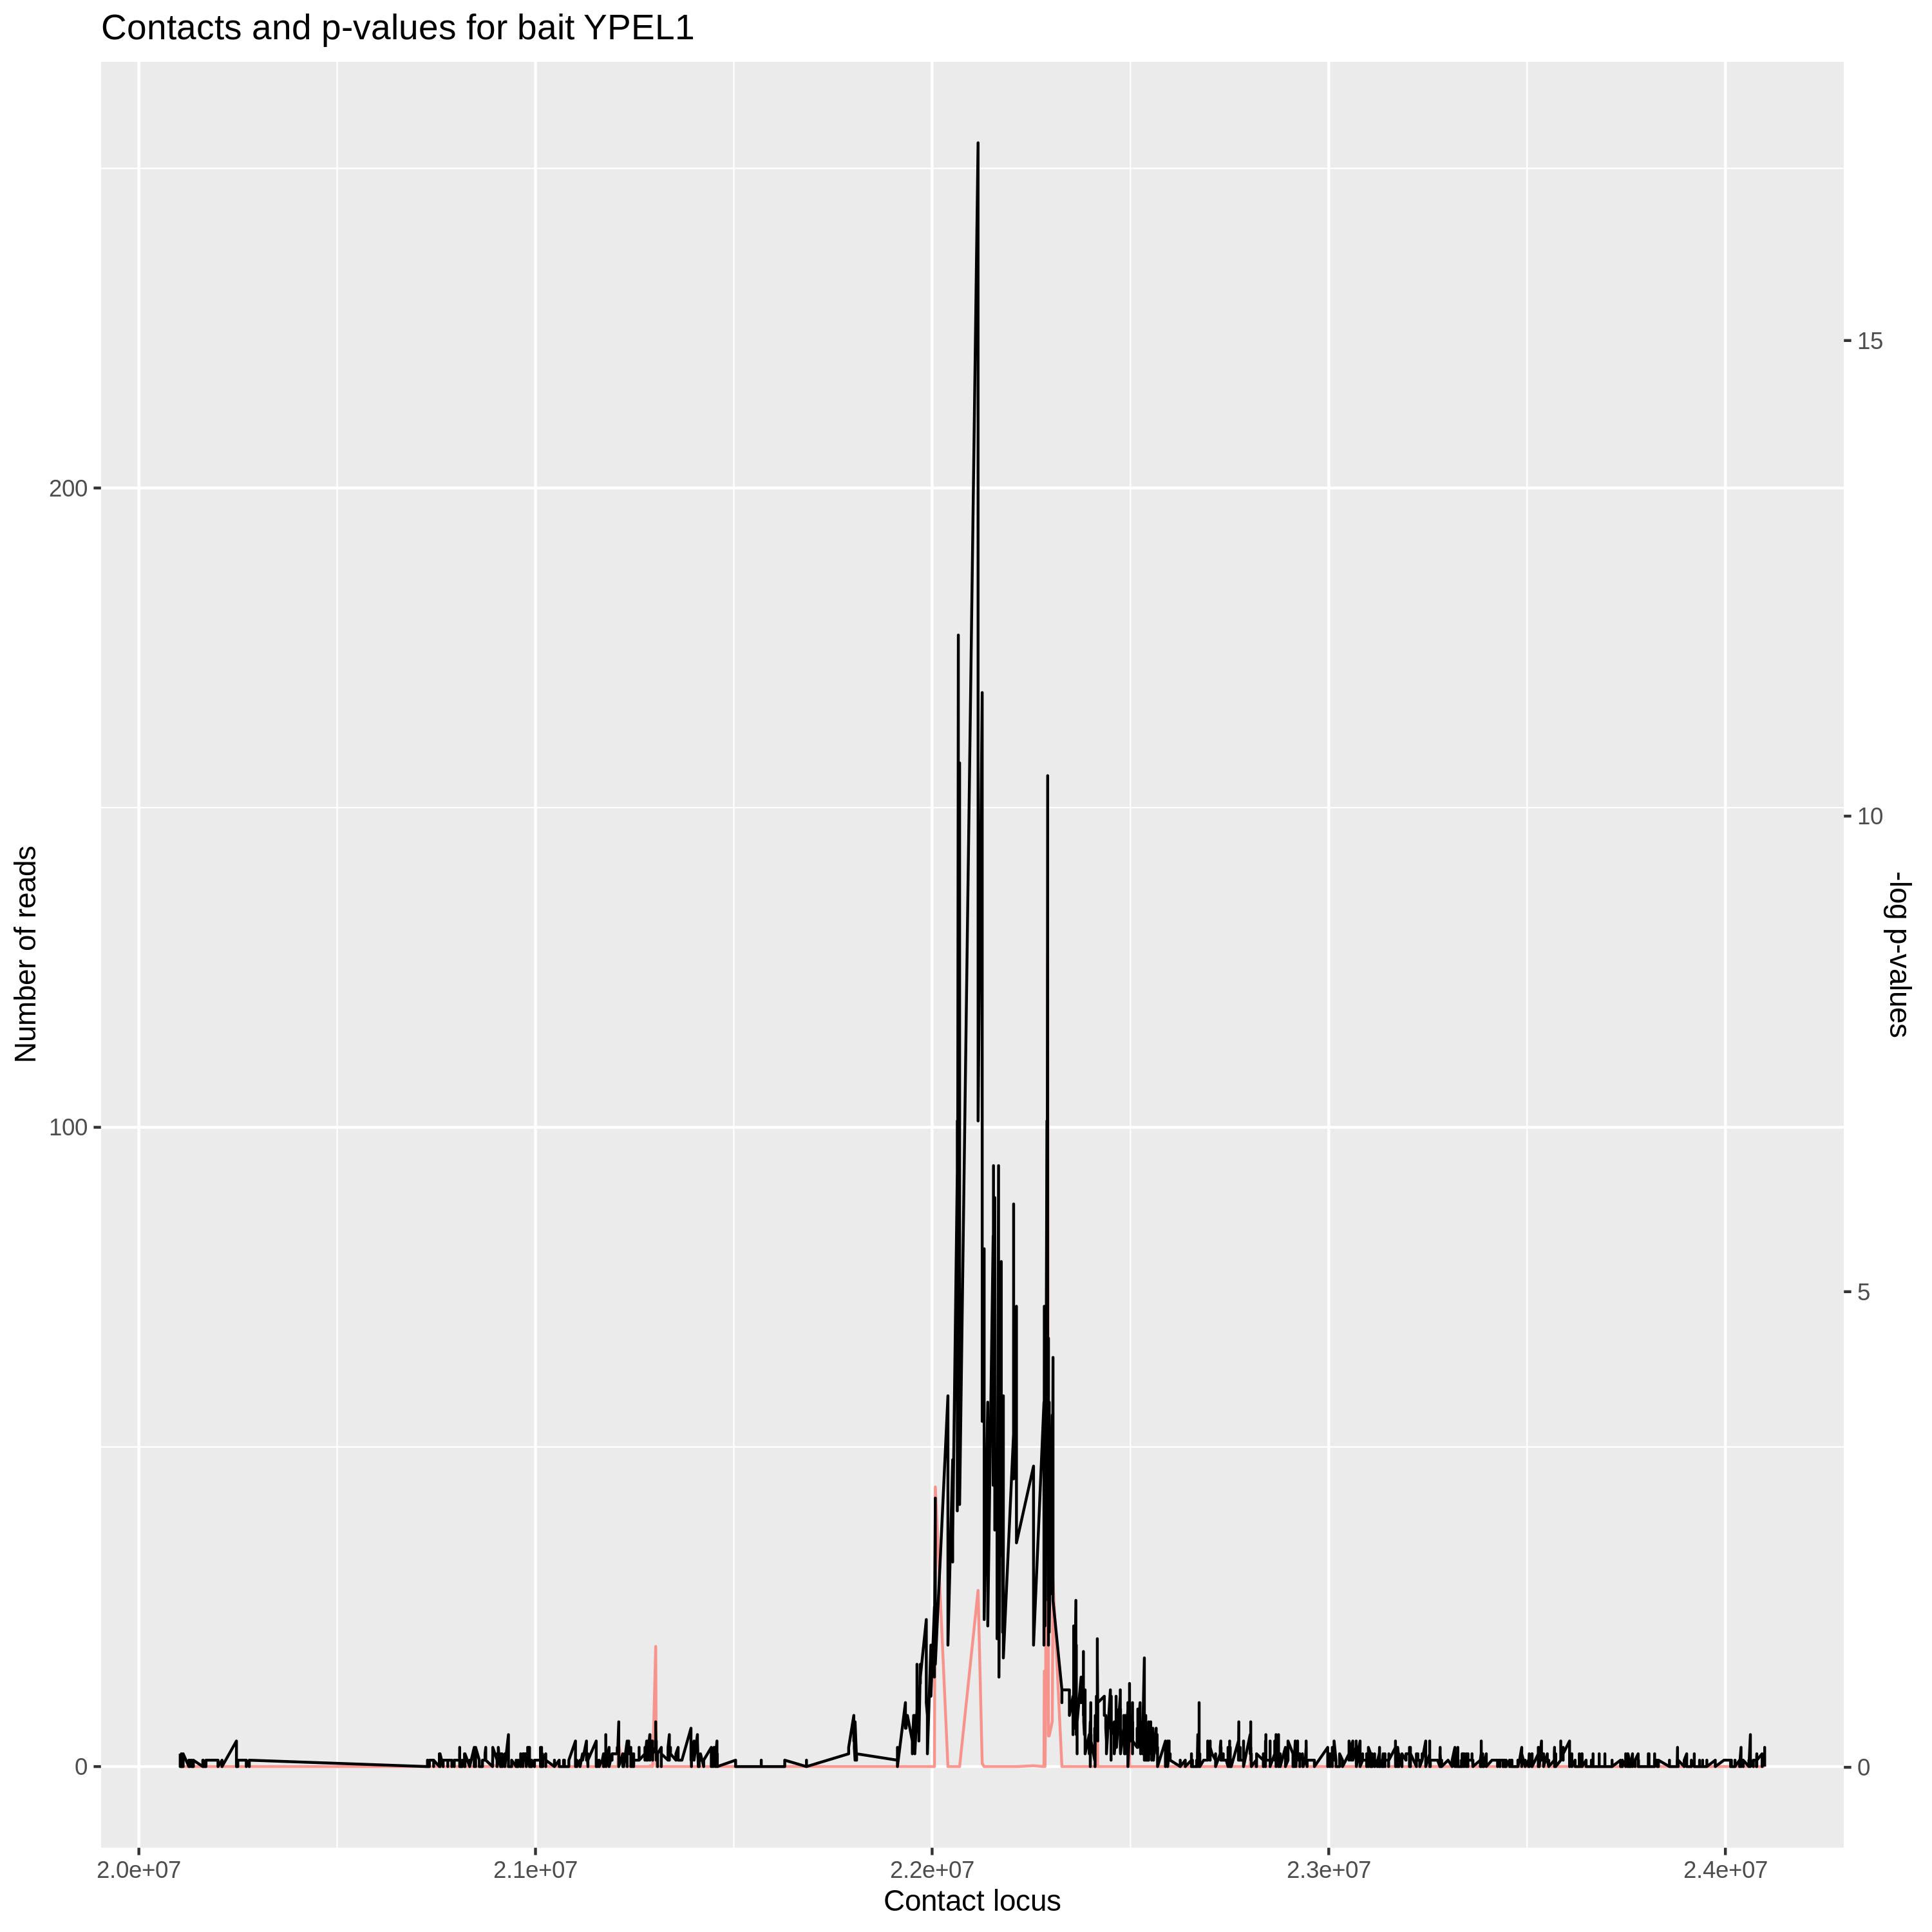 Contacts and p-values for bait YPEL1
200
100
0
Number of reads
15
10
5
0
-log p-values
2.0e+07 2.1e+07 2.2e+07 2.3e+07 2.4e+07
Contact locus